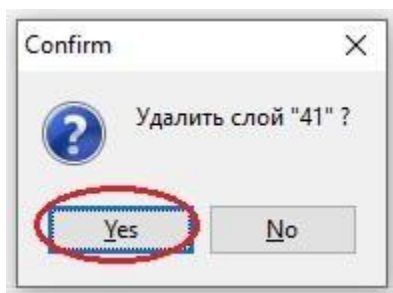 Confirm
Удалить слой "41" ?
Yes
No